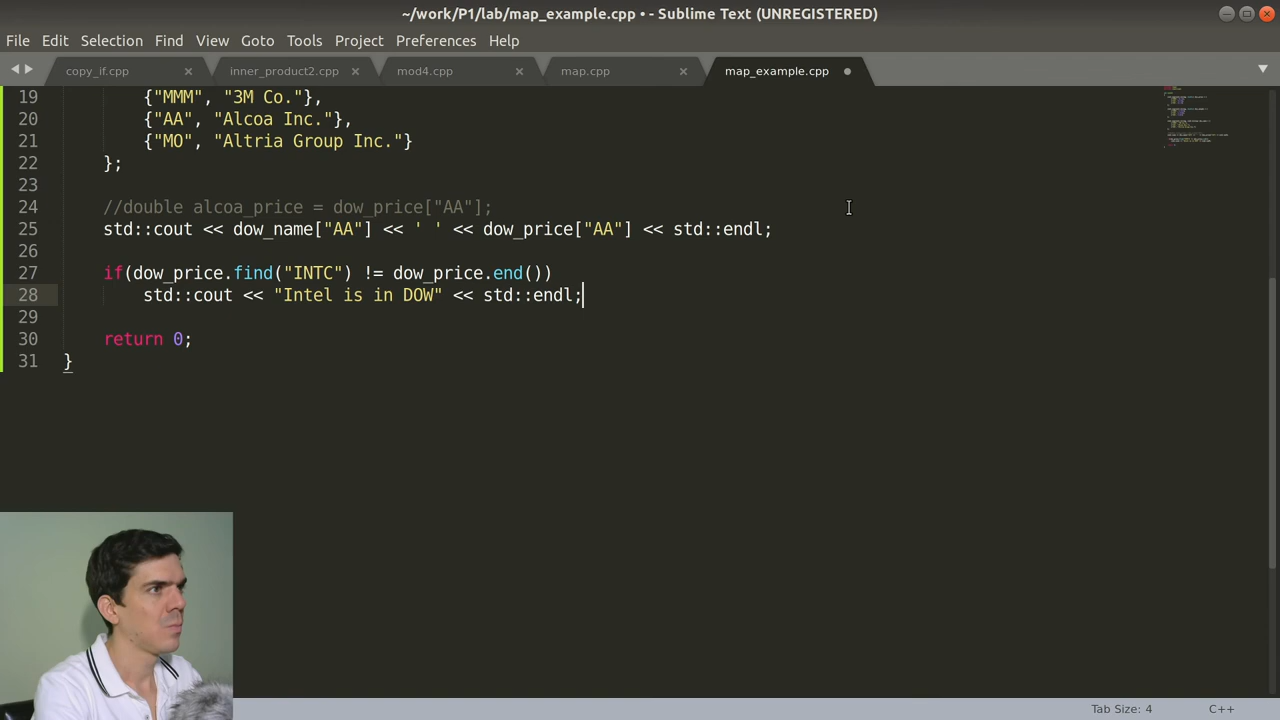 ~/work/P1/lab/map_example.cpp • - Sublime Text (UNREGISTERED)
File Edit Selection Find View Goto Tools Project Preferences Help
copy_if.cpp inner_product2.cpp mod4.cpp map.cpp map_example.cpp
19 {"MMM", "3M Co."},
20 {"AA", "Alcoa Inc."},
21 {"MO", "Altria Group Inc."}
22 };
23
24 //double alcoa_price = dow_price["AA"];
25 std::cout << dow_name["AA"] << ' ' << dow_price["AA"] << std::endl;
26
27 if(dow_price.find("INTC") != dow_price.end())
28 std::cout << "Intel is in DOW" << std::endl;
29
30 return 0;
31 }
Tab Size: 4 C++